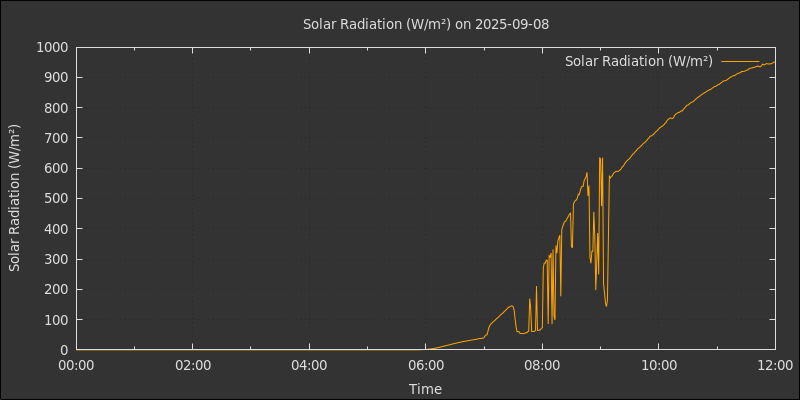 Solar Radiation (W/m²) on 2025-09-08
Solar Radiation (W/m²)
Solar Radiation (W/m²)
1000
900
800
700
600
500
400
300
200
100
0
00:00 02:00 04:00 06:00 08:00 10:00 12:00
Time